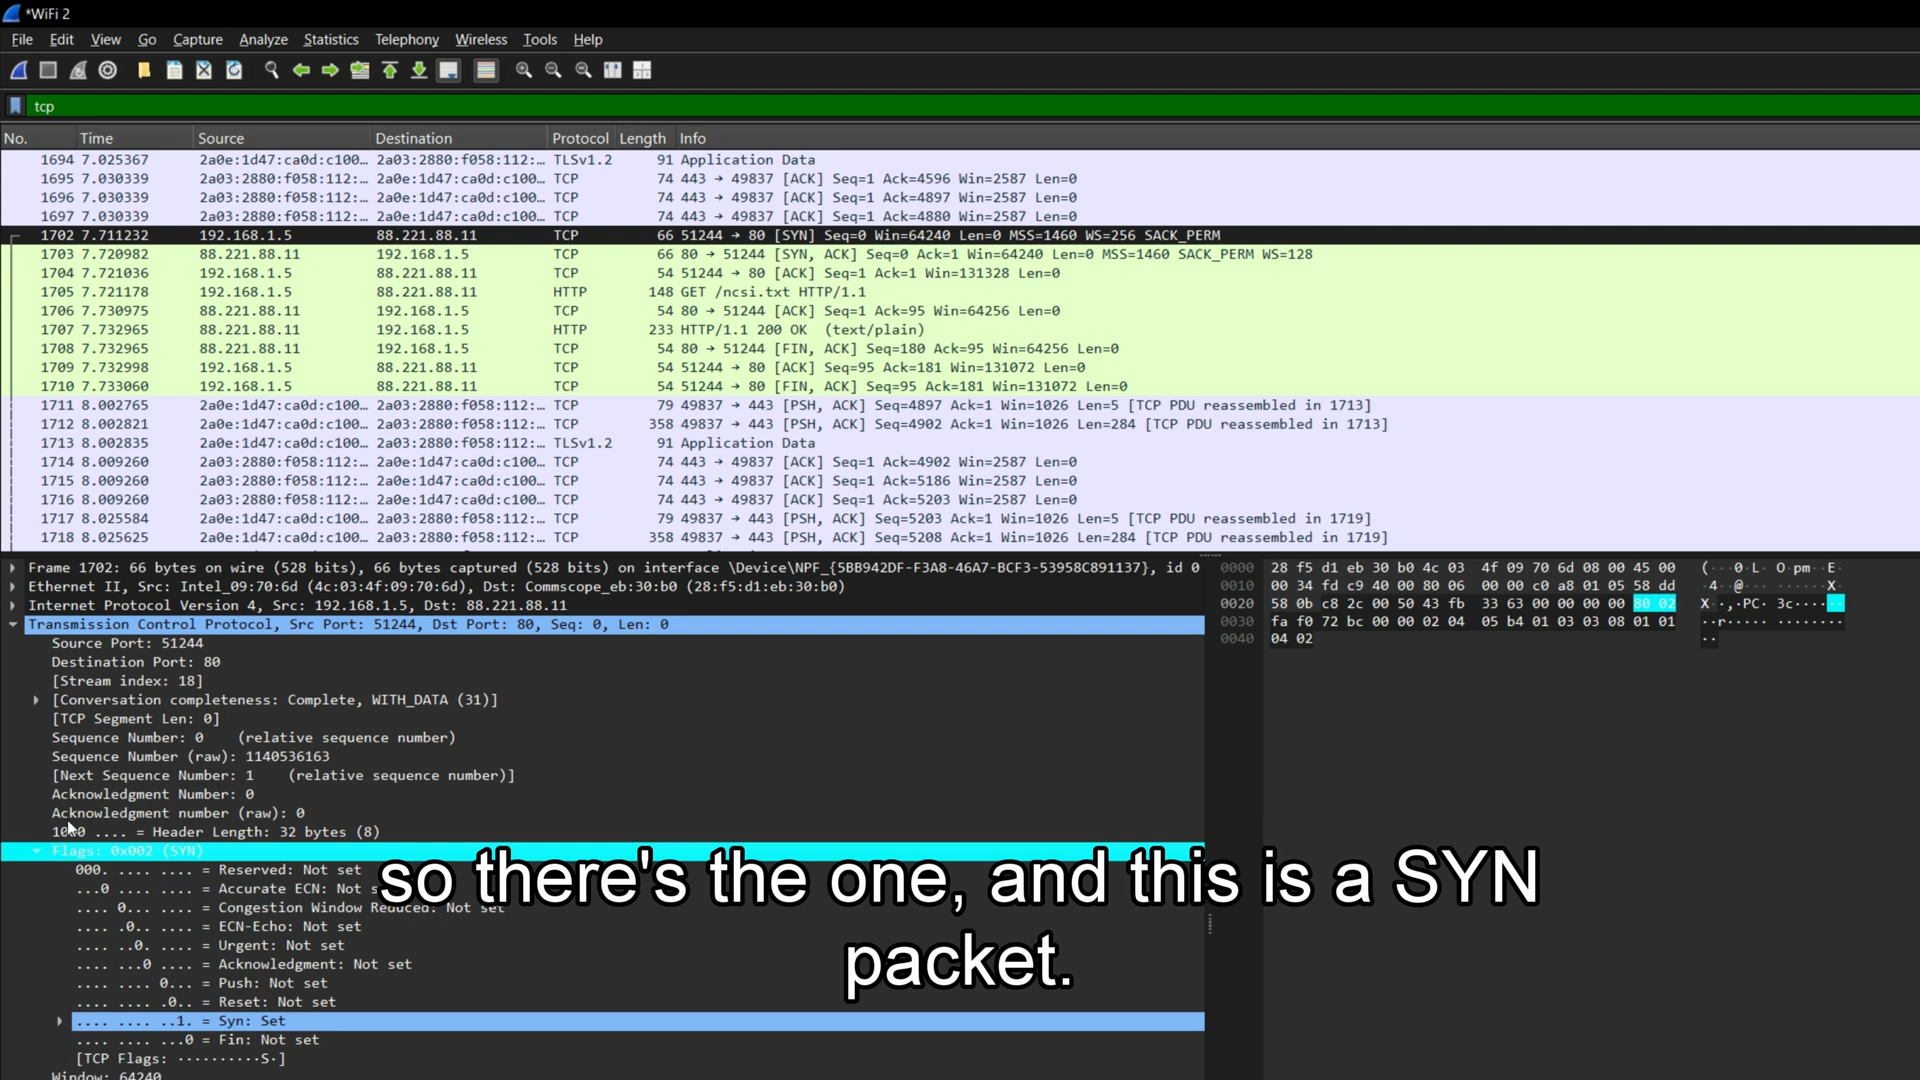 *WiFi 2
File Edit View Go Capture Analyze Statistics Telephony Wireless Tools Help
tcp
No. Time Source Destination Protocol Length Info
1694 7.025367 2a0e:1d47:ca0d:c100… 2a03:2880:f058:112:… TLSv1.2 91 Application Data
1695 7.030339 2a03:2880:f058:112:… 2a0e:1d47:ca0d:c100… TCP 74 443 → 49837 [ACK] Seq=1 Ack=4596 Win=2587 Len=0
1696 7.030339 2a03:2880:f058:112:… 2a0e:1d47:ca0d:c100… TCP 74 443 → 49837 [ACK] Seq=1 Ack=4897 Win=2587 Len=0
1697 7.030339 2a03:2880:f058:112:… 2a0e:1d47:ca0d:c100… TCP 74 443 → 49837 [ACK] Seq=1 Ack=4880 Win=2587 Len=0
1702 7.711232 192.168.1.5 88.221.88.11 TCP 66 51244 → 80 [SYN] Seq=0 Win=64240 Len=0 MSS=1460 WS=256 SACK_PERM
1703 7.720982 88.221.88.11 192.168.1.5 TCP 66 80 → 51244 [SYN, ACK] Seq=0 Ack=1 Win=64240 Len=0 MSS=1460 SACK_PERM WS=128
1704 7.721036 192.168.1.5 88.221.88.11 TCP 54 51244 → 80 [ACK] Seq=1 Ack=1 Win=131328 Len=0
1705 7.721178 192.168.1.5 88.221.88.11 HTTP 148 GET /ncsi.txt HTTP/1.1
1706 7.730975 88.221.88.11 192.168.1.5 TCP 54 80 → 51244 [ACK] Seq=1 Ack=95 Win=64256 Len=0
1707 7.732965 88.221.88.11 192.168.1.5 HTTP 233 HTTP/1.1 200 OK (text/plain)
1708 7.732965 88.221.88.11 192.168.1.5 TCP 54 80 → 51244 [FIN, ACK] Seq=180 Ack=95 Win=64256 Len=0
1709 7.732998 192.168.1.5 88.221.88.11 TCP 54 51244 → 80 [ACK] Seq=95 Ack=181 Win=131072 Len=0
1710 7.733060 192.168.1.5 88.221.88.11 TCP 54 51244 → 80 [FIN, ACK] Seq=95 Ack=181 Win=131072 Len=0
1711 8.002765 2a0e:1d47:ca0d:c100… 2a03:2880:f058:112:… TCP 79 49837 → 443 [PSH, ACK] Seq=4897 Ack=1 Win=1026 Len=5 [TCP PDU reassembled in 1713]
1712 8.002821 2a0e:1d47:ca0d:c100… 2a03:2880:f058:112:… TCP 358 49837 → 443 [PSH, ACK] Seq=4902 Ack=1 Win=1026 Len=284 [TCP PDU reassembled in 1713]
1713 8.002835 2a0e:1d47:ca0d:c100… 2a03:2880:f058:112:… TLSv1.2 91 Application Data
1714 8.009260 2a03:2880:f058:112:… 2a0e:1d47:ca0d:c100… TCP 74 443 → 49837 [ACK] Seq=1 Ack=4902 Win=2587 Len=0
1715 8.009260 2a03:2880:f058:112:… 2a0e:1d47:ca0d:c100… TCP 74 443 → 49837 [ACK] Seq=1 Ack=5186 Win=2587 Len=0
1716 8.009260 2a03:2880:f058:112:… 2a0e:1d47:ca0d:c100… TCP 74 443 → 49837 [ACK] Seq=1 Ack=5203 Win=2587 Len=0
1717 8.025584 2a0e:1d47:ca0d:c100… 2a03:2880:f058:112:… TCP 79 49837 → 443 [PSH, ACK] Seq=5203 Ack=1 Win=1026 Len=5 [TCP PDU reassembled in 1719]
1718 8.025625 2a0e:1d47:ca0d:c100… 2a03:2880:f058:112:… TCP 358 49837 → 443 [PSH, ACK] Seq=5208 Ack=1 Win=1026 Len=284 [TCP PDU reassembled in 1719]
Frame 1702: 66 bytes on wire (528 bits), 66 bytes captured (528 bits) on interface \Device\NPF_{5BB942DF-F3A8-46A7-BCF3-53958C891137}, id 0
Ethernet II, Src: Intel_09:70:6d (4c:03:4f:09:70:6d), Dst: Commscope_eb:30:b0 (28:f5:d1:eb:30:b0)
Internet Protocol Version 4, Src: 192.168.1.5, Dst: 88.221.88.11
Transmission Control Protocol, Src Port: 51244, Dst Port: 80, Seq: 0, Len: 0
Source Port: 51244
Destination Port: 80
[Stream index: 18]
[Conversation completeness: Complete, WITH_DATA (31)]
[TCP Segment Len: 0]
Sequence Number: 0 (relative sequence number)
Sequence Number (raw): 1140536163
[Next Sequence Number: 1 (relative sequence number)]
Acknowledgment Number: 0
Acknowledgment number (raw): 0
1000 .... = Header Length: 32 bytes (8)
Flags: 0x002 (SYN)
000. .... .... = Reserved: Not set
...0 .... .... = Accurate ECN: Not s
.... 0... .... = Congestion Window Reduced: Not set
.... .0.. .... = ECN-Echo: Not set
.... ..0. .... = Urgent: Not set
.... ...0 .... = Acknowledgment: Not set
.... .... 0... = Push: Not set
.... .... .0.. = Reset: Not set
.... .... ..1. = Syn: Set
.... .... ...0 = Fin: Not set
[TCP Flags: ··········S·]
Window: 64240
0000 28 f5 d1 eb 30 b0 4c 03 4f 09 70 6d 08 00 45 00 (···0·L· O·pm··E·
0010 00 34 fd c9 40 00 80 06 00 00 c0 a8 01 05 58 dd ·4··@··· ······X·
0020 58 0b c8 2c 00 50 43 fb 33 63 00 00 00 00 80 02 X··,·PC· 3c······
0030 fa f0 72 bc 00 00 02 04 05 b4 01 03 03 08 01 01 ··r····· ········
0040 04 02 ··
so there's the one, and this is a SYN
packet.